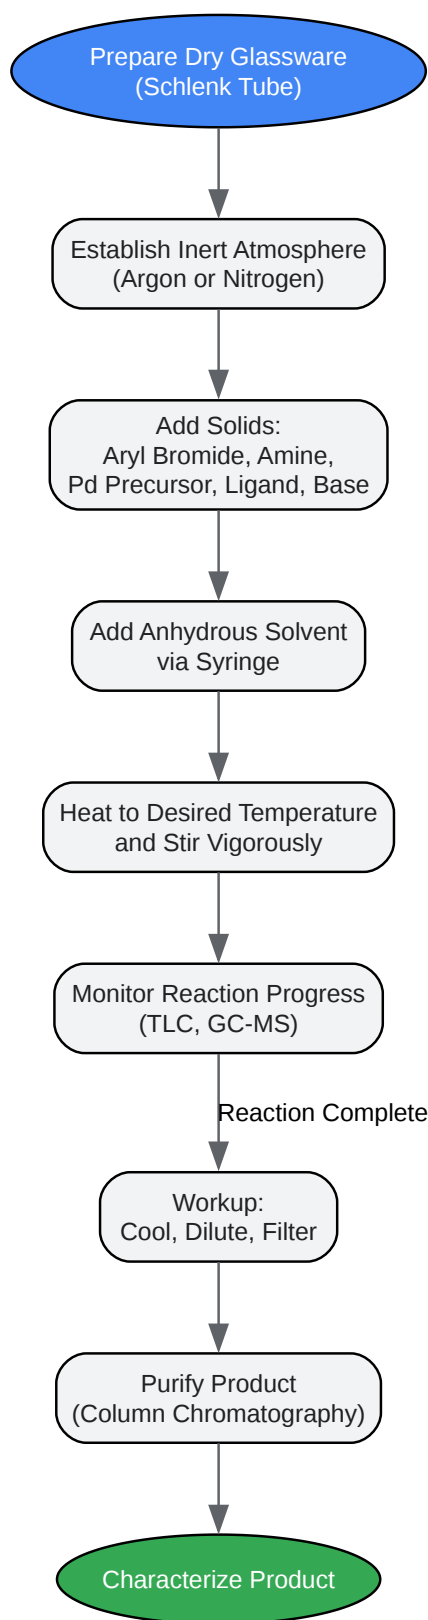 Prepare Dry Glassware
(Schlenk Tube)
Establish Inert Atmosphere
(Argon or Nitrogen)
Add Solids:
Aryl Bromide, Amine,
Pd Precursor, Ligand, Base
Add Anhydrous Solvent
via Syringe
Heat to Desired Temperature
and Stir Vigorously
Monitor Reaction Progress
(TLC, GC-MS)
Reaction Complete
Workup:
Cool, Dilute, Filter
Purify Product
(Column Chromatography)
Characterize Product